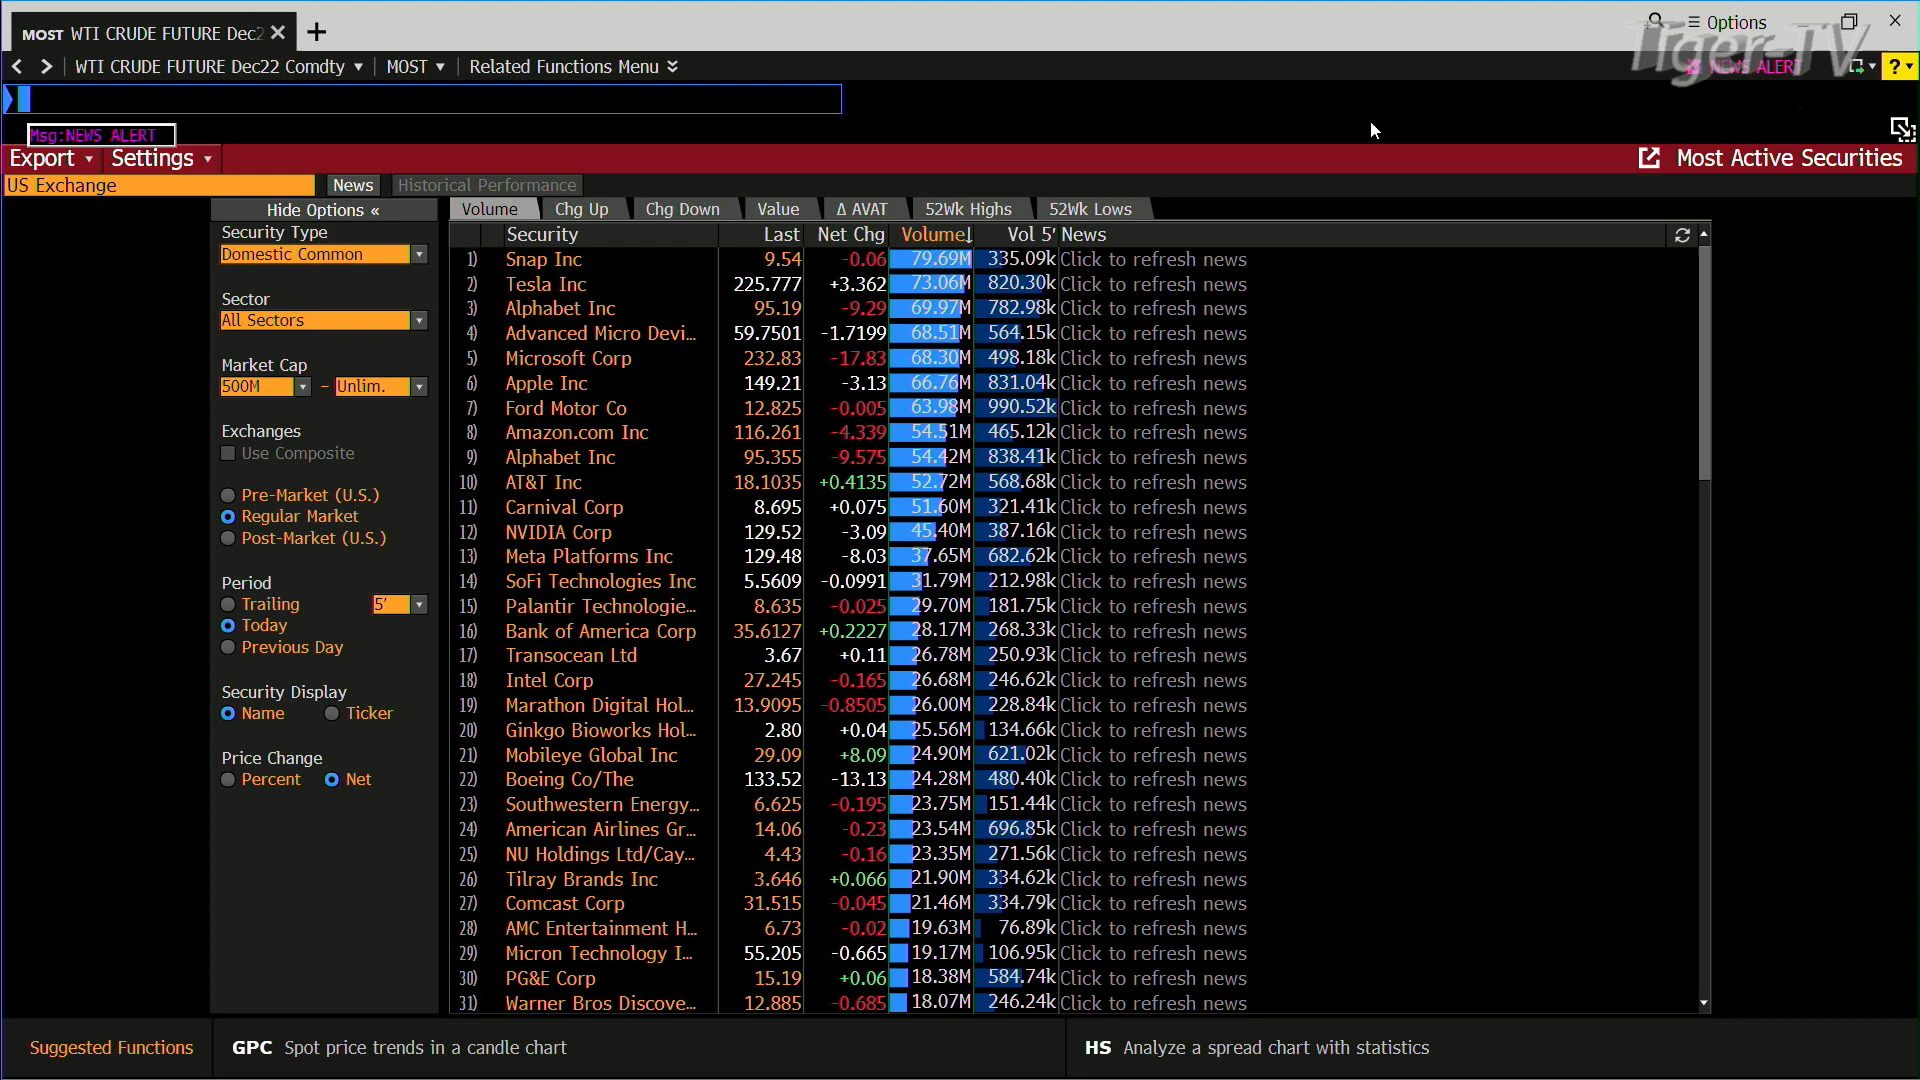 MOST WTI CRUDE FUTURE Dec2
Options
Tiger-TV
WTI CRUDE FUTURE Dec22 Comdty MOST Related Functions Menu
NEWS ALERT
?
Msg:NEWS ALERT
Export Settings Most Active Securities
US Exchange News Historical Performance
Hide Options «
Security Type
Domestic Common
Sector
All Sectors
Market Cap
500M - Unlim.
Exchanges
Use Composite
Pre-Market (U.S.)
Regular Market
Post-Market (U.S.)
Period
Trailing 5'
Today
Previous Day
Security Display
Name Ticker
Price Change
Percent Net
Volume Chg Up Chg Down Value Δ AVAT 52Wk Highs 52Wk Lows
Security Last Net Chg Volume↓ Vol 5' News
1) Snap Inc 9.54 -0.06 79.69M 335.09k Click to refresh news
2) Tesla Inc 225.777 +3.362 73.06M 820.30k Click to refresh news
3) Alphabet Inc 95.19 -9.29 69.97M 782.98k Click to refresh news
4) Advanced Micro Devi... 59.7501 -1.7199 68.51M 564.15k Click to refresh news
5) Microsoft Corp 232.83 -17.83 68.30M 498.18k Click to refresh news
6) Apple Inc 149.21 -3.13 66.76M 831.04k Click to refresh news
7) Ford Motor Co 12.825 -0.005 63.98M 990.52k Click to refresh news
8) Amazon.com Inc 116.261 -4.339 54.51M 465.12k Click to refresh news
9) Alphabet Inc 95.355 -9.575 54.42M 838.41k Click to refresh news
10) AT&T Inc 18.1035 +0.4135 52.72M 568.68k Click to refresh news
11) Carnival Corp 8.695 +0.075 51.60M 321.41k Click to refresh news
12) NVIDIA Corp 129.52 -3.09 45.40M 387.16k Click to refresh news
13) Meta Platforms Inc 129.48 -8.03 37.65M 682.62k Click to refresh news
14) SoFi Technologies Inc 5.5609 -0.0991 31.79M 212.98k Click to refresh news
15) Palantir Technologie... 8.635 -0.025 29.70M 181.75k Click to refresh news
16) Bank of America Corp 35.6127 +0.2227 28.17M 268.33k Click to refresh news
17) Transocean Ltd 3.67 +0.11 26.78M 250.93k Click to refresh news
18) Intel Corp 27.245 -0.165 26.68M 246.62k Click to refresh news
19) Marathon Digital Hol... 13.9095 -0.8505 26.00M 228.84k Click to refresh news
20) Ginkgo Bioworks Hol... 2.80 +0.04 25.56M 134.66k Click to refresh news
21) Mobileye Global Inc 29.09 +8.09 24.90M 621.02k Click to refresh news
22) Boeing Co/The 133.52 -13.13 24.28M 480.40k Click to refresh news
23) Southwestern Energy... 6.625 -0.195 23.75M 151.44k Click to refresh news
24) American Airlines Gr... 14.06 -0.23 23.54M 696.85k Click to refresh news
25) NU Holdings Ltd/Cay... 4.43 -0.16 23.35M 271.56k Click to refresh news
26) Tilray Brands Inc 3.646 +0.066 21.90M 334.62k Click to refresh news
27) Comcast Corp 31.515 -0.045 21.46M 334.79k Click to refresh news
28) AMC Entertainment H... 6.73 -0.02 19.63M 76.89k Click to refresh news
29) Micron Technology I... 55.205 -0.665 19.17M 106.95k Click to refresh news
30) PG&E Corp 15.19 +0.06 18.38M 584.74k Click to refresh news
31) Warner Bros Discove... 12.885 -0.685 18.07M 246.24k Click to refresh news
Suggested Functions GPC Spot price trends in a candle chart HS Analyze a spread chart with statistics